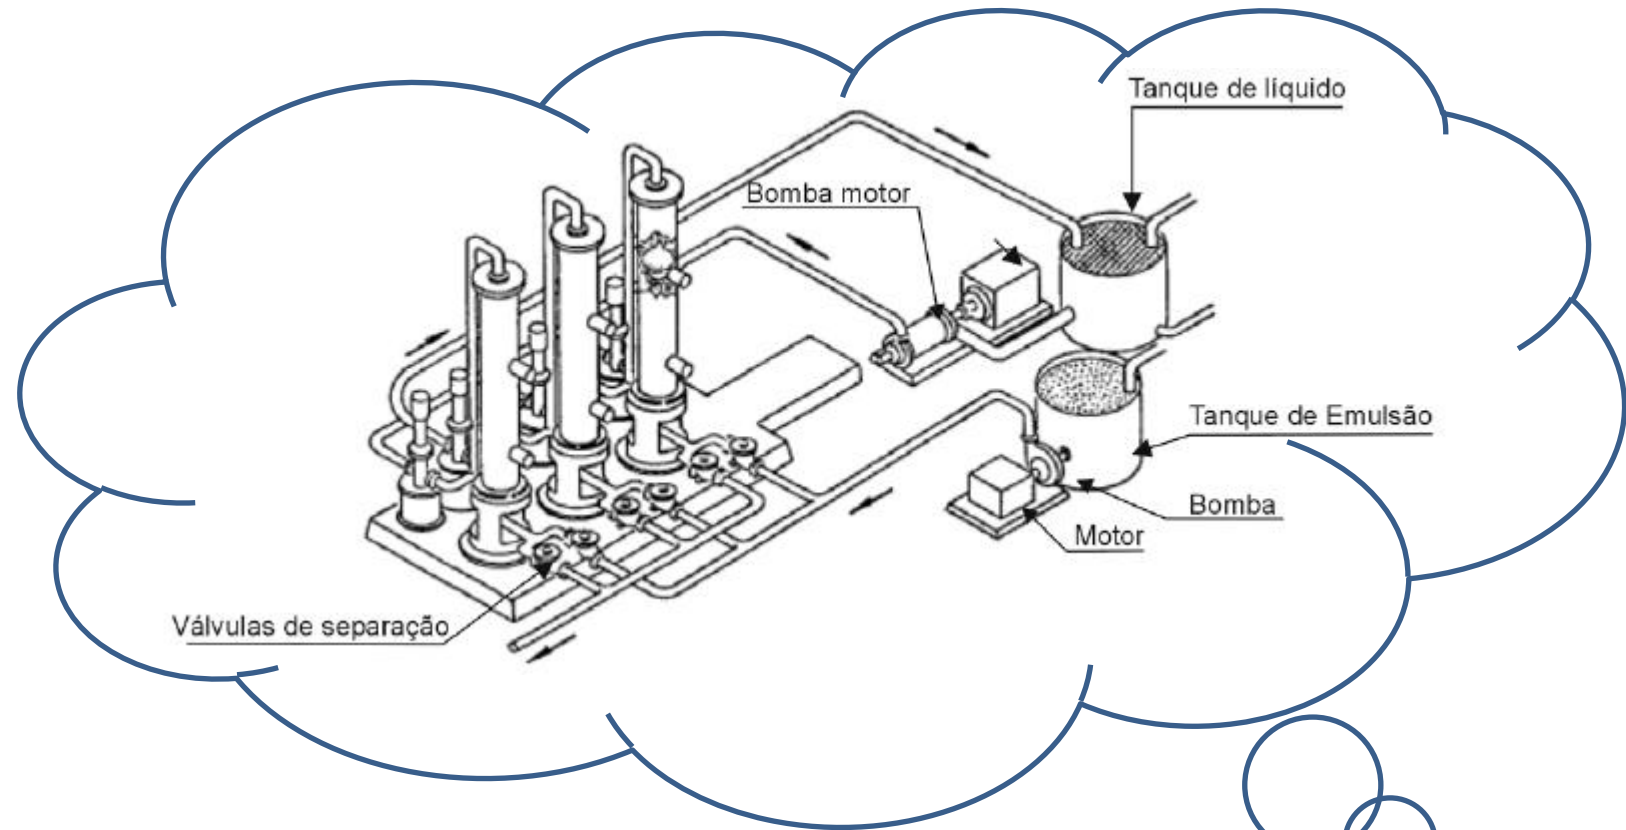 Tanque de líquido
Bomba motor
Tanque de Emulsão
Bomba
Motor
Válvulas de separação